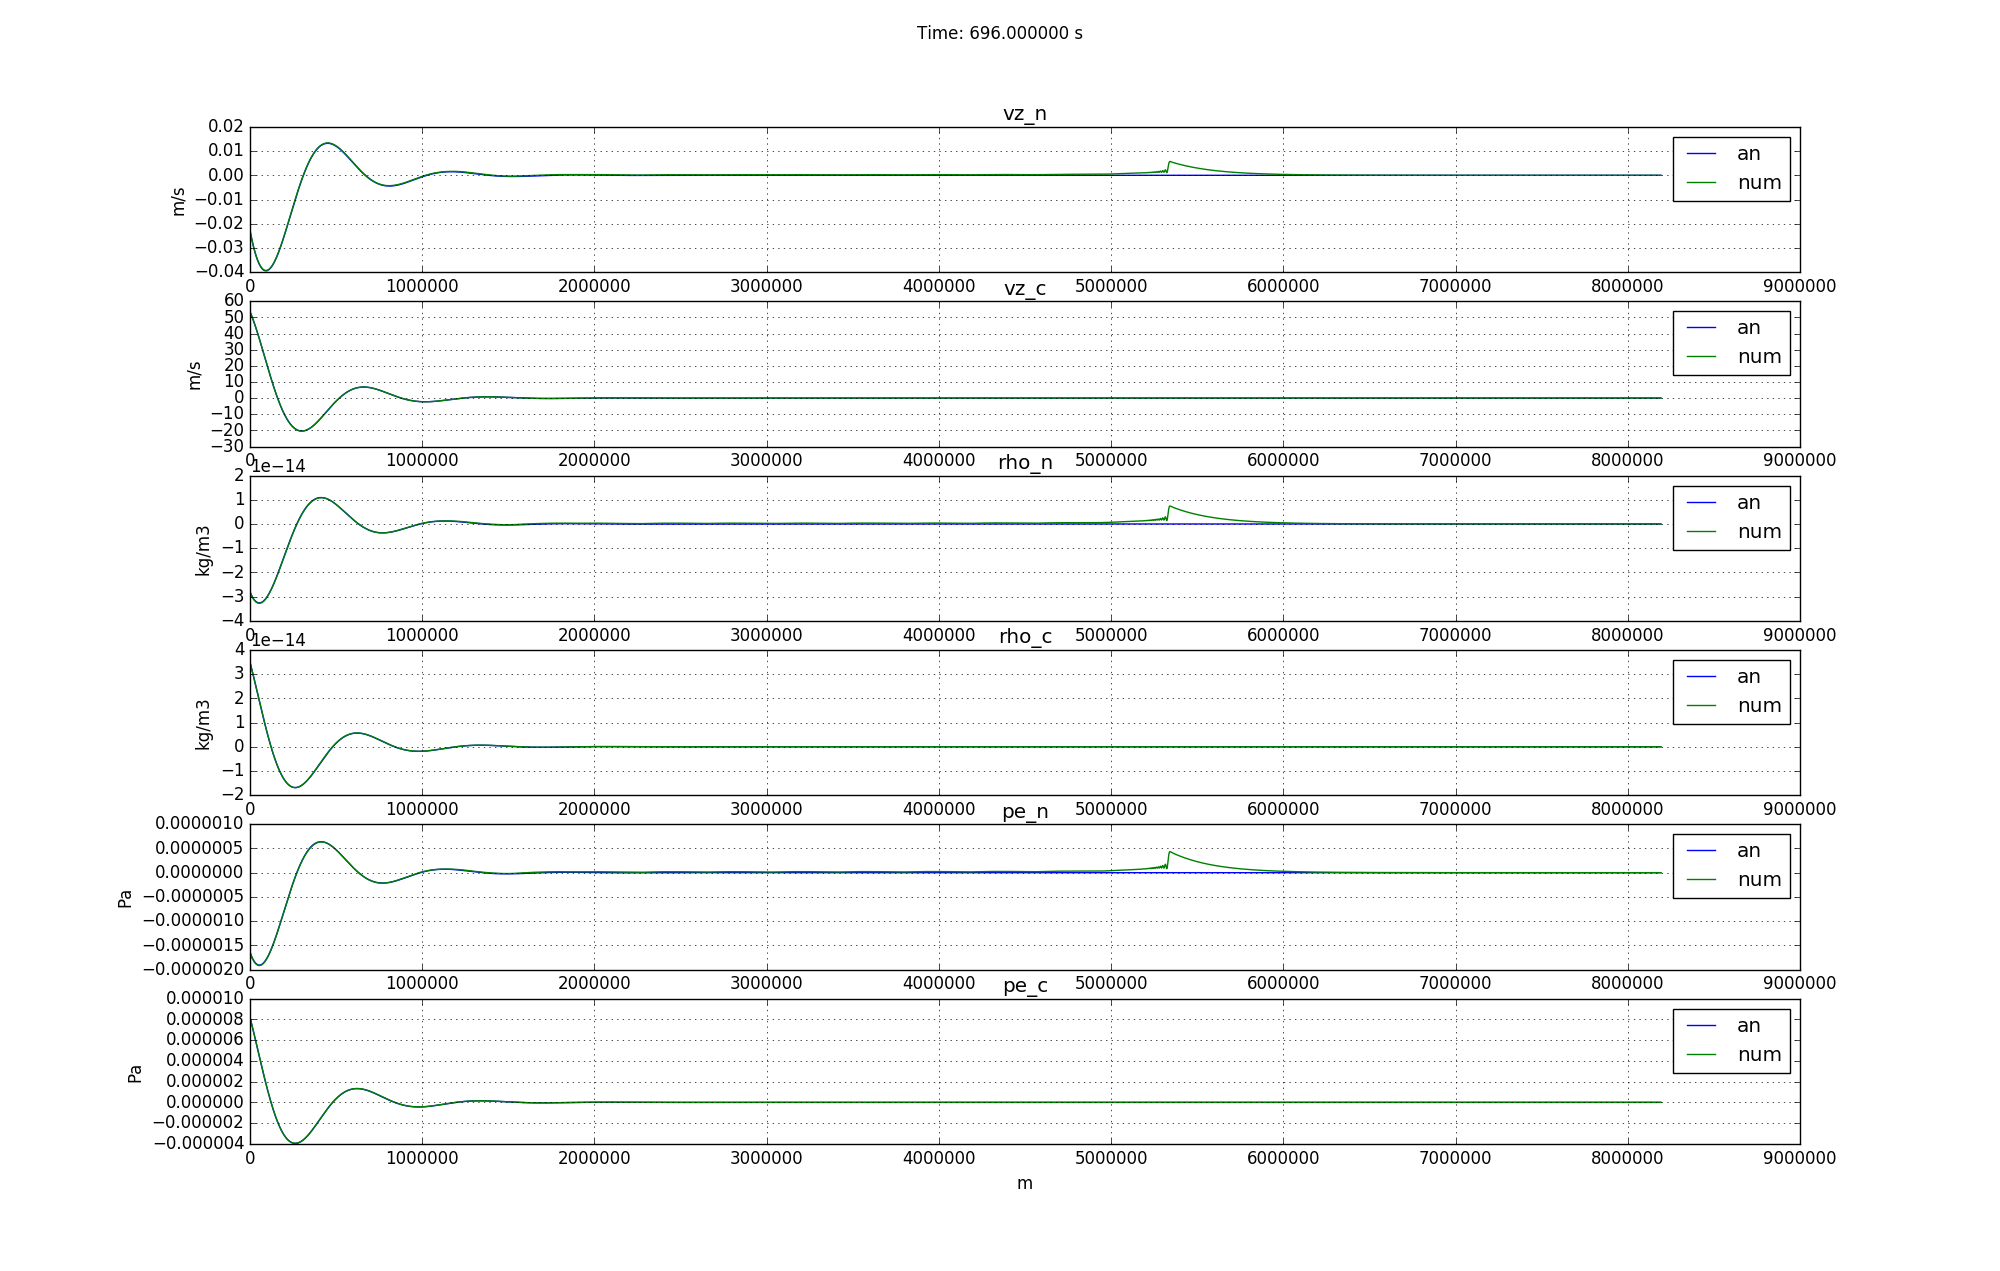 Time: 696.000000 s
vz_n
0.02
0.01
0.00
−0.01
−0.02
−0.03
−0.04
m/s
an
num
0 1000000 2000000 3000000 4000000 5000000 6000000 7000000 8000000 9000000
vz_c
60
50
40
30
20
10
0
−10
−20
−30
m/s
an
num
0 1000000 2000000 3000000 4000000 5000000 6000000 7000000 8000000 9000000
1e−14
rho_n
2
1
0
−1
−2
−3
−4
kg/m3
an
num
0 1000000 2000000 3000000 4000000 5000000 6000000 7000000 8000000 9000000
1e−14
rho_c
4
3
2
1
0
−1
−2
kg/m3
an
num
0 1000000 2000000 3000000 4000000 5000000 6000000 7000000 8000000 9000000
pe_n
0.0000010
0.0000005
0.0000000
−0.0000005
−0.0000010
−0.0000015
−0.0000020
Pa
an
num
0 1000000 2000000 3000000 4000000 5000000 6000000 7000000 8000000 9000000
pe_c
0.000010
0.000008
0.000006
0.000004
0.000002
0.000000
−0.000002
−0.000004
Pa
an
num
0 1000000 2000000 3000000 4000000 5000000 6000000 7000000 8000000 9000000
m